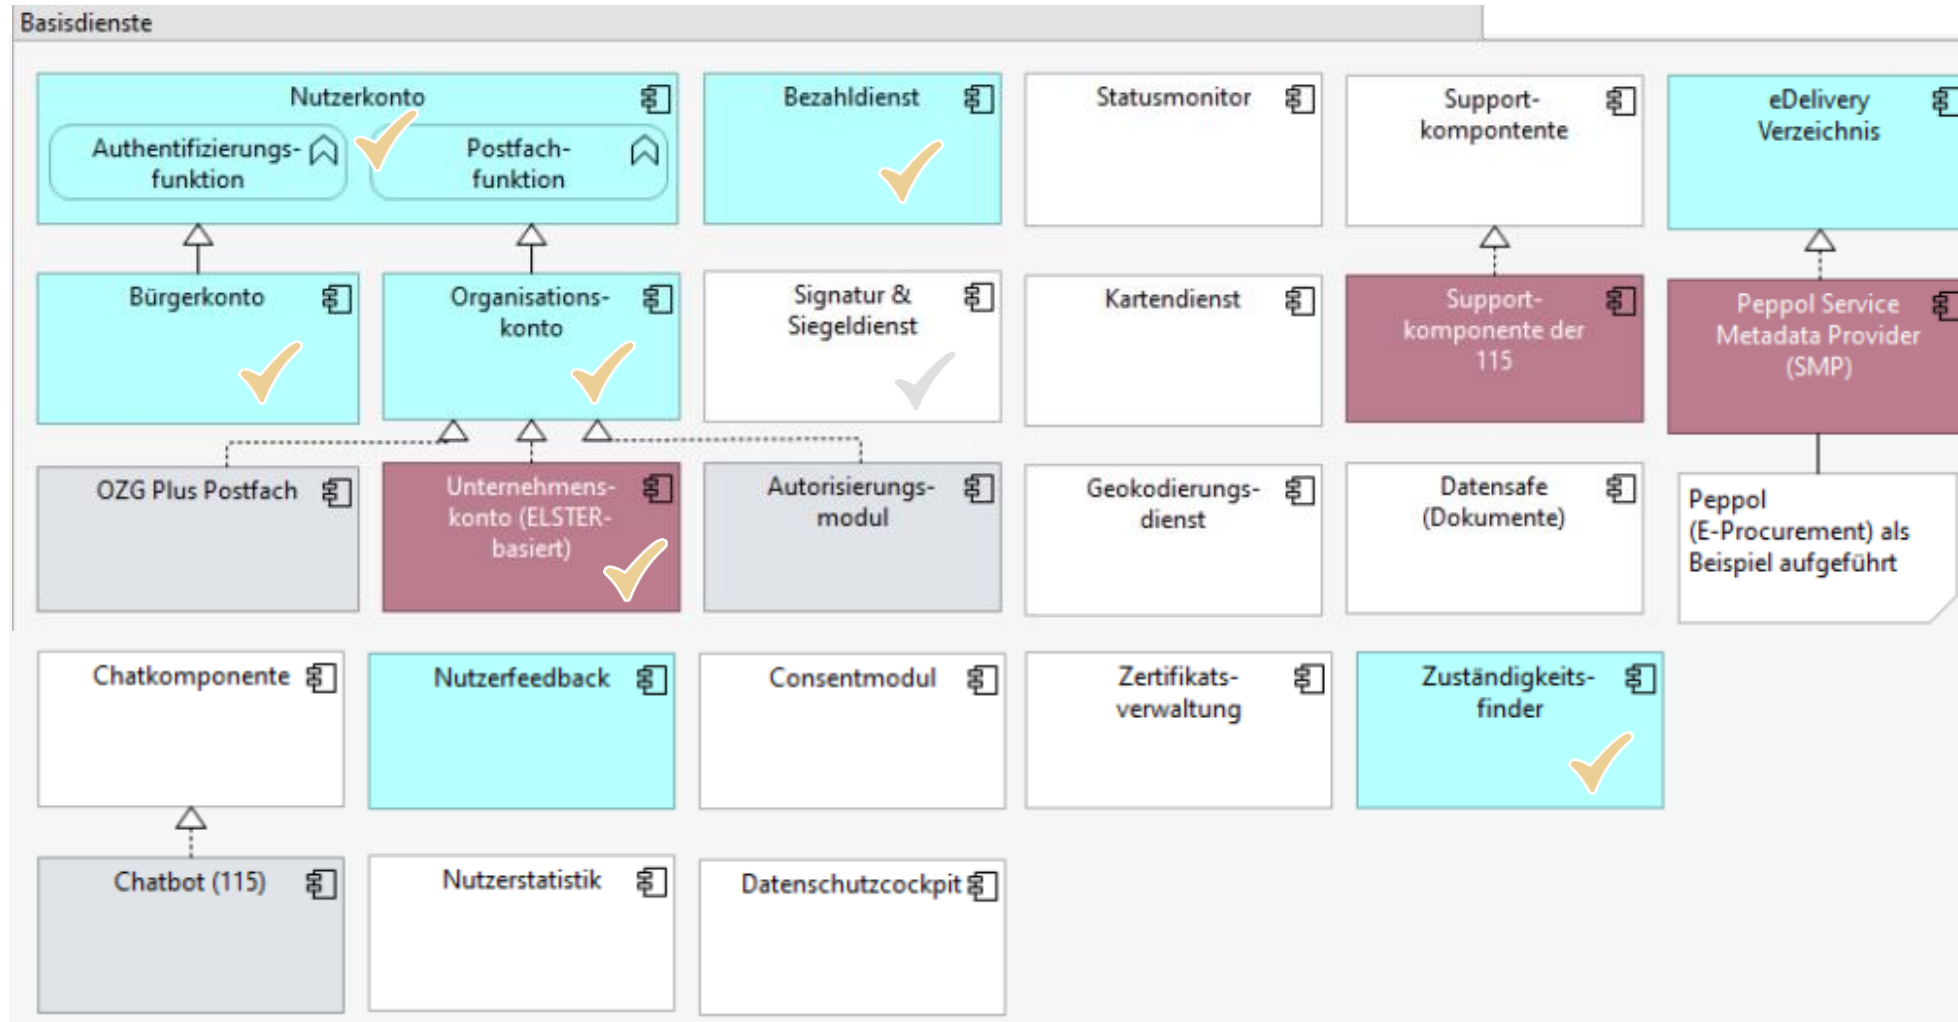 Basisdienste
Nutzerkonto
Authentifizierungs-
funktion
Postfach-
funktion
Bezahldienst
Statusmonitor
Support-
kompontente
eDelivery
Verzeichnis
Bürgerkonto
Organisations-
konto
Signatur &
Siegeldienst
Kartendienst
Support-
komponente der
115
Peppol Service
Metadata Provider
(SMP)
OZG Plus Postfach
Unternehmens-
konto (ELSTER-
basiert)
Autorisierungs-
modul
Geokodierungs-
dienst
Datensafe
(Dokumente)
Peppol
(E-Procurement) als
Beispiel aufgeführt
Chatkomponente
Nutzerfeedback
Consentmodul
Zertifikats-
verwaltung
Zuständigkeits-
finder
Chatbot (115)
Nutzerstatistik
Datenschutzcockpit